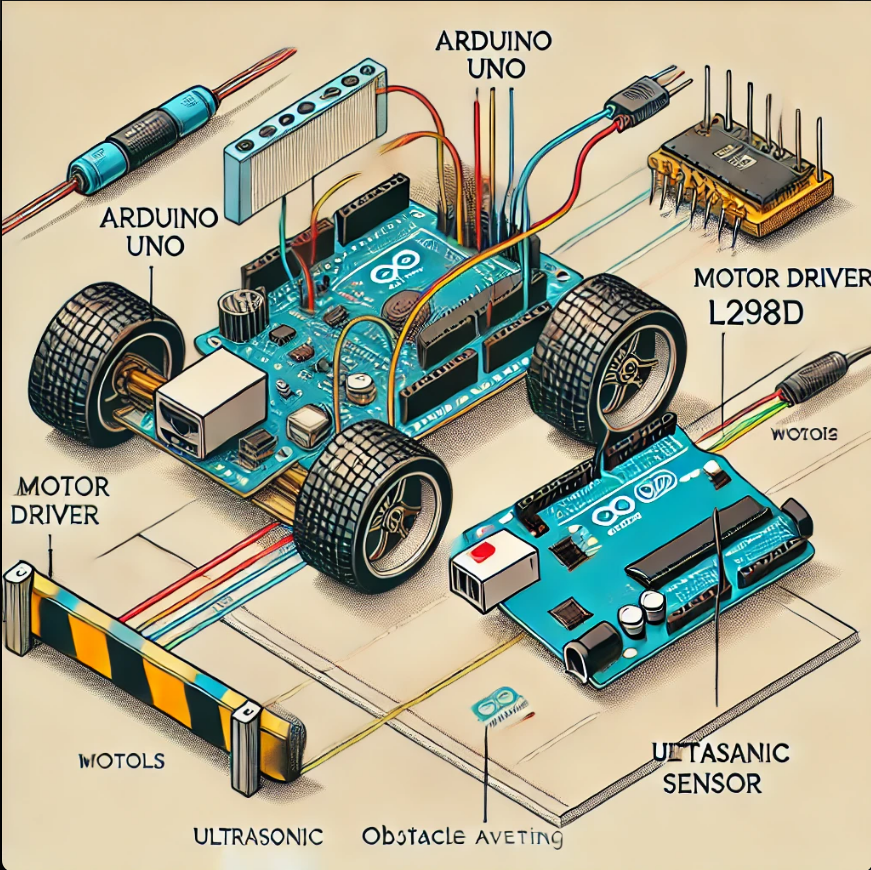 ARDUINO
UNO
ARDUINO
UNO
MOTOR DRIVER
L298D
WOTOIS
MOTOR
DRIVER
WOTOLS
ULTASANIC
SENSOR
ULTRASONIC
Obstacle AVETING